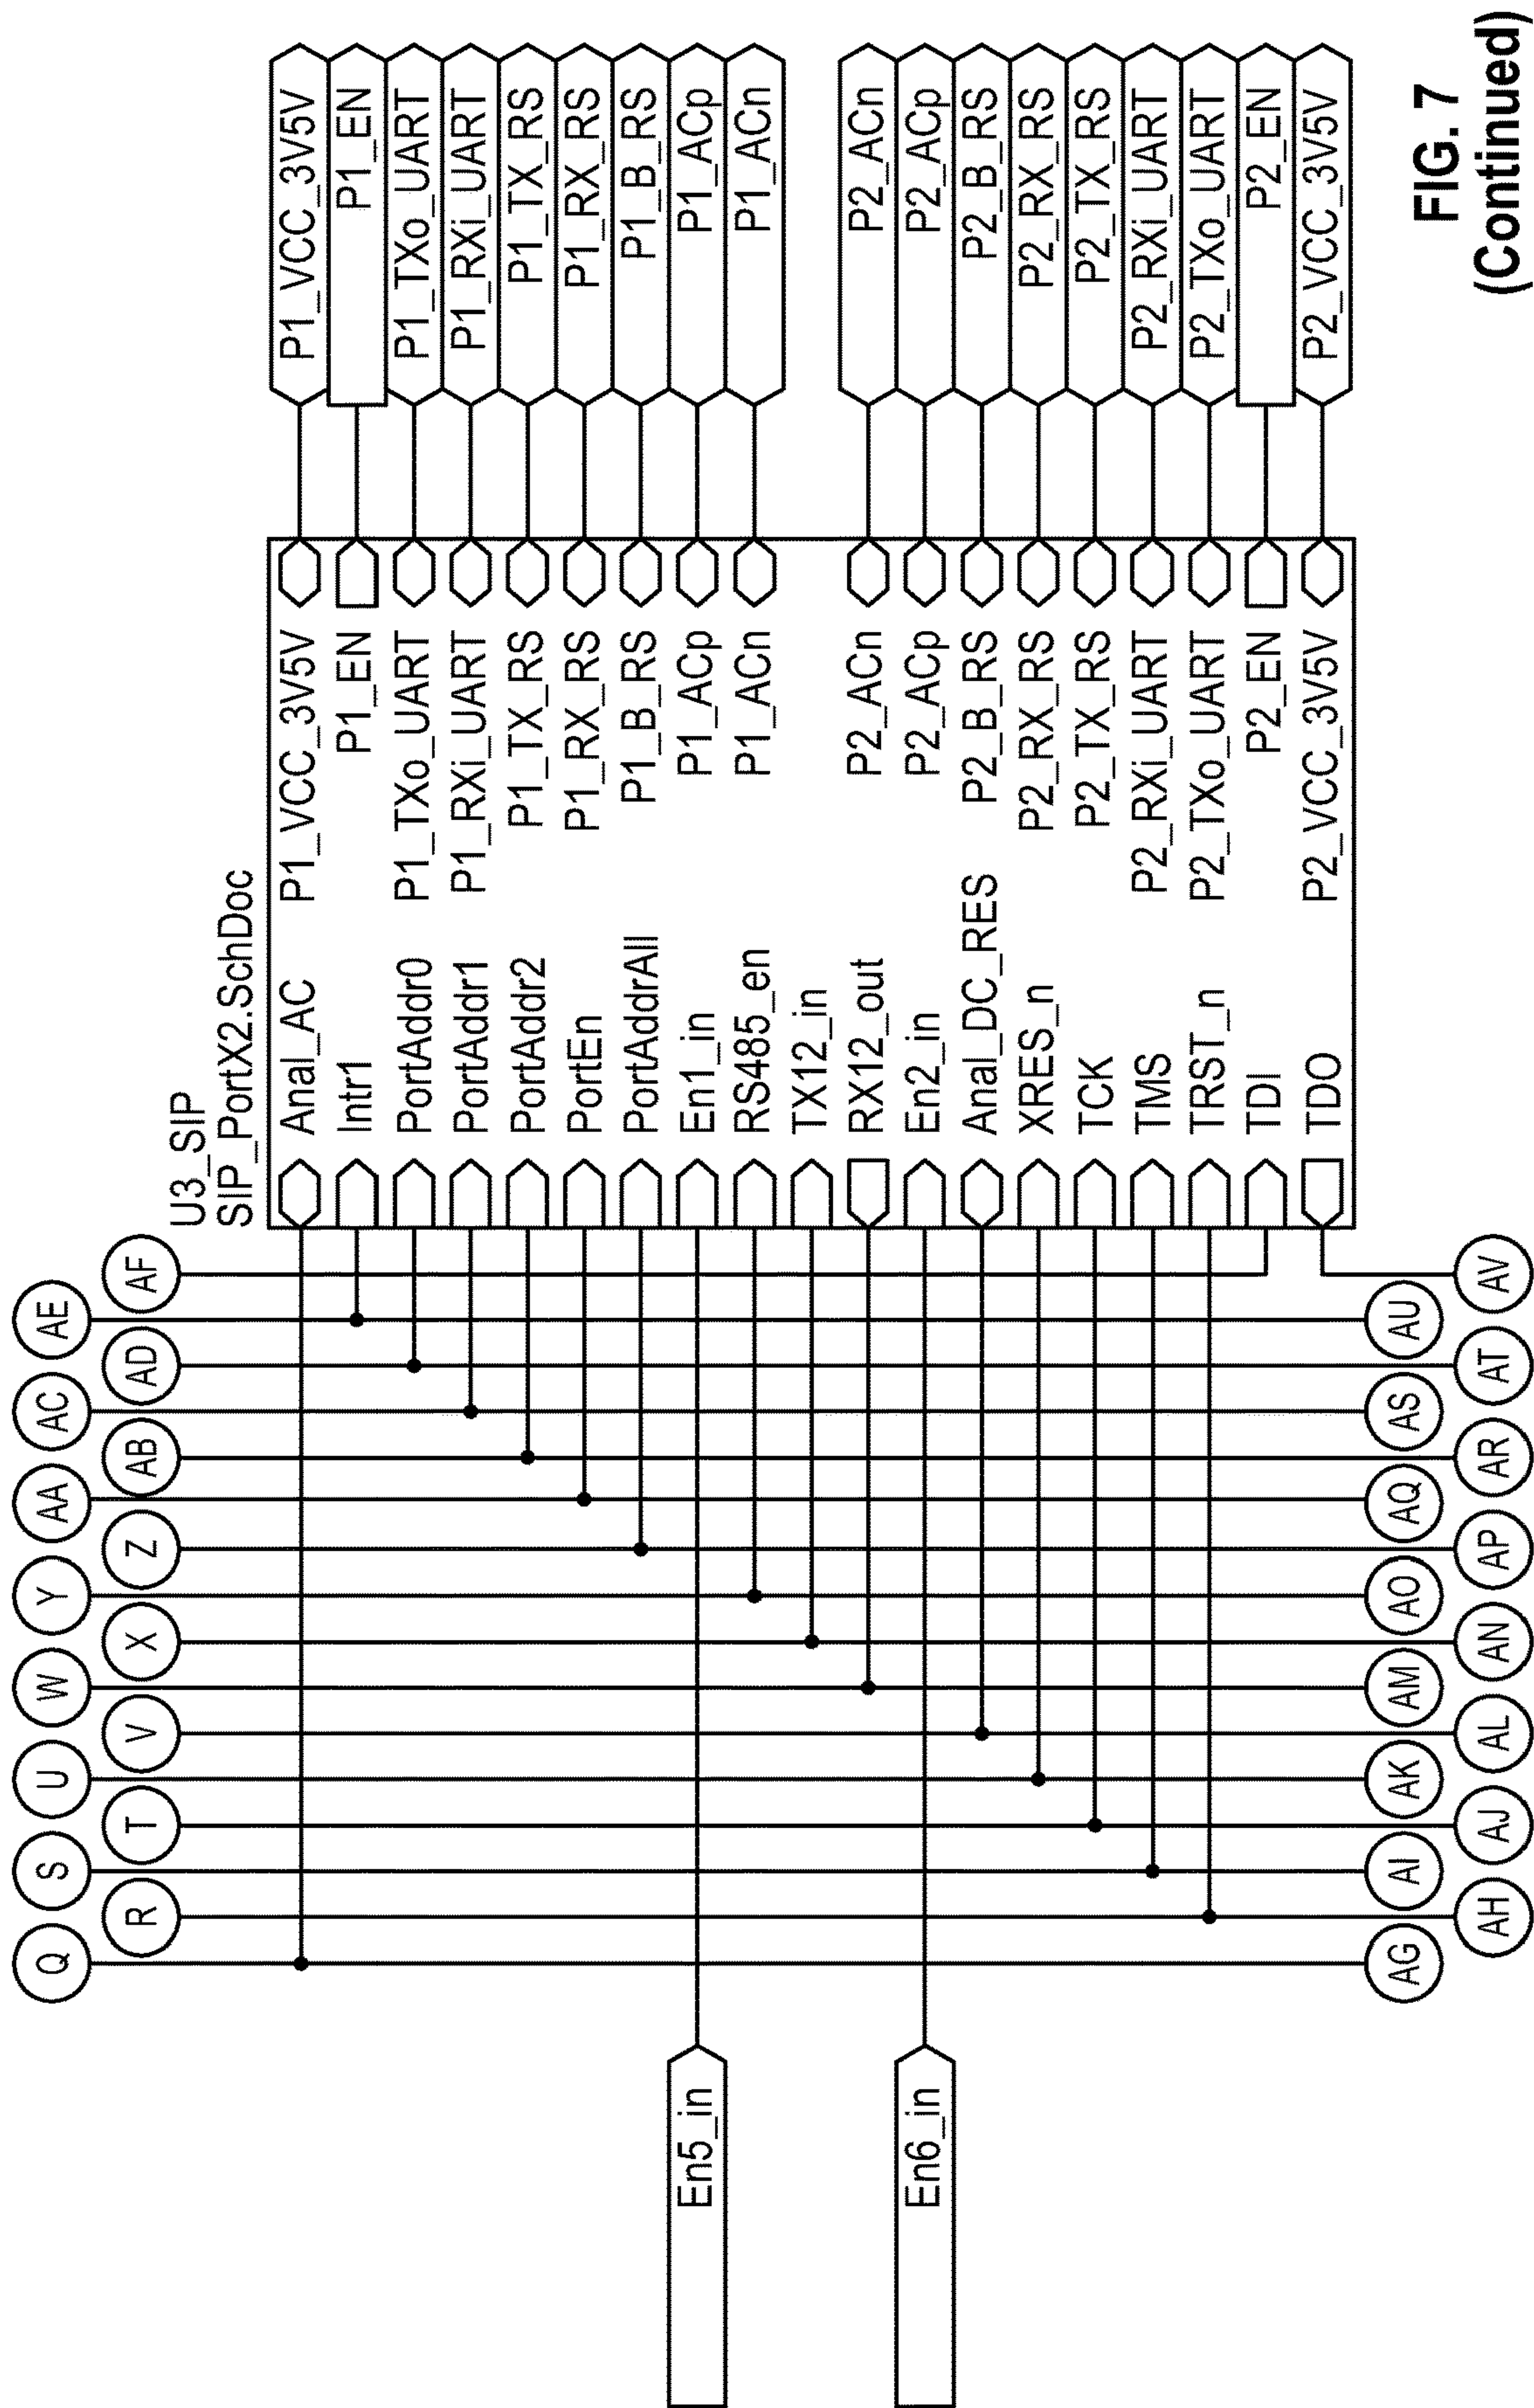 Q
S
U
W
Y
AA
AC
AE
R
T
V
X
Z
AB
AD
AF
U3_SIP
SIP_PortX2.SchDoc
Anal_AC
P1_VCC_3V5V
P1_VCC_3V5V
Intr1
P1_EN
P1_EN
PortAddr0
P1_TXo_UART
P1_TXo_UART
PortAddr1
P1_RXi_UART
P1_RXi_UART
PortAddr2
P1_TX_RS
P1_TX_RS
PortEn
P1_RX_RS
P1_RX_RS
PortAddrAll
P1_B_RS
P1_B_RS
En5_in
En1_in
P1_ACp
P1_ACp
RS485_en
P1_ACn
P1_ACn
TX12_in
RX12_out
P2_ACn
P2_ACn
En6_in
En2_in
P2_ACp
P2_ACp
Anal_DC_RES
P2_B_RS
P2_B_RS
XRES_n
P2_RX_RS
P2_RX_RS
TCK
P2_TX_RS
P2_TX_RS
TMS
P2_RXi_UART
P2_RXi_UART
TRST_n
P2_TXo_UART
P2_TXo_UART
TDI
P2_EN
P2_EN
TDO
P2_VCC_3V5V
P2_VCC_3V5V
AG
AI
AK
AM
AO
AQ
AS
AU
AH
AJ
AL
AN
AP
AR
AT
AV
FIG. 7
(Continued)